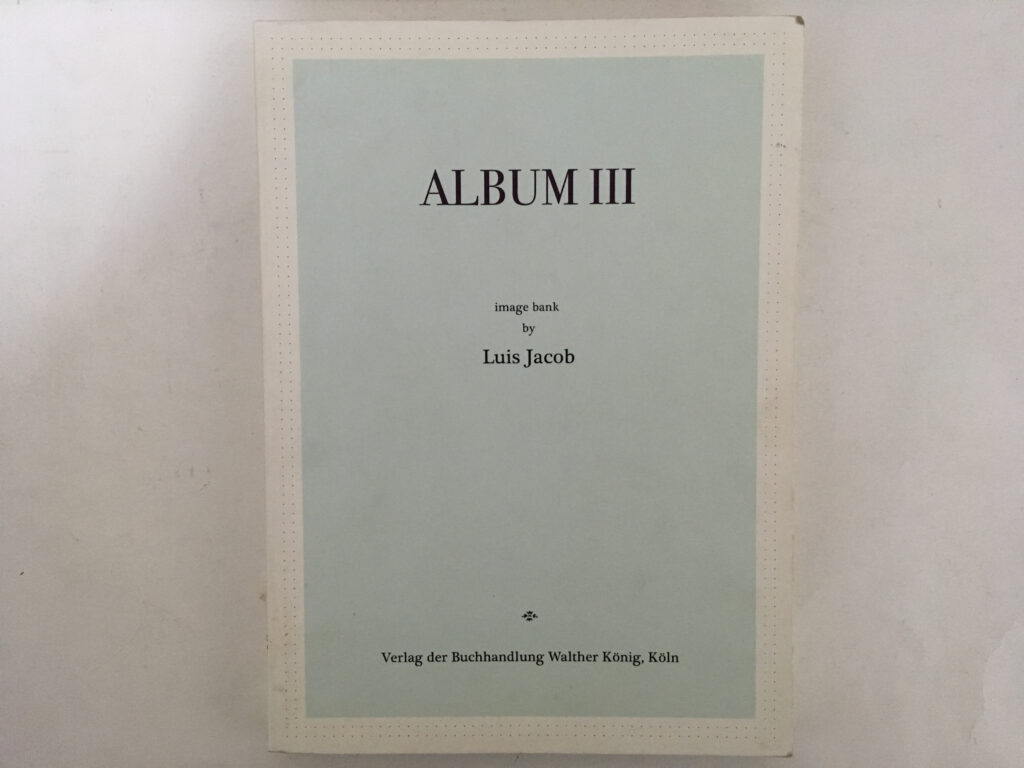 ALBUM III
image bank
by
Luis Jacob
Verlag der Buchhandlung Walther König, Köln